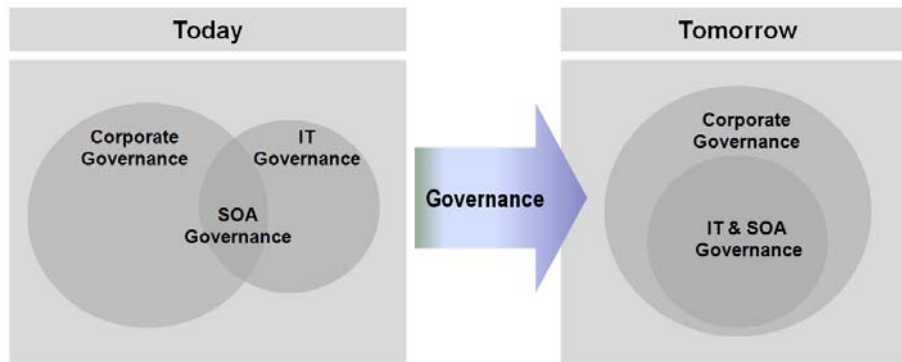 Today
Corporate
Governance
IT
Governance
SOA
Governance
Governance
Tomorrow
Corporate
Governance
IT & SOA
Governance